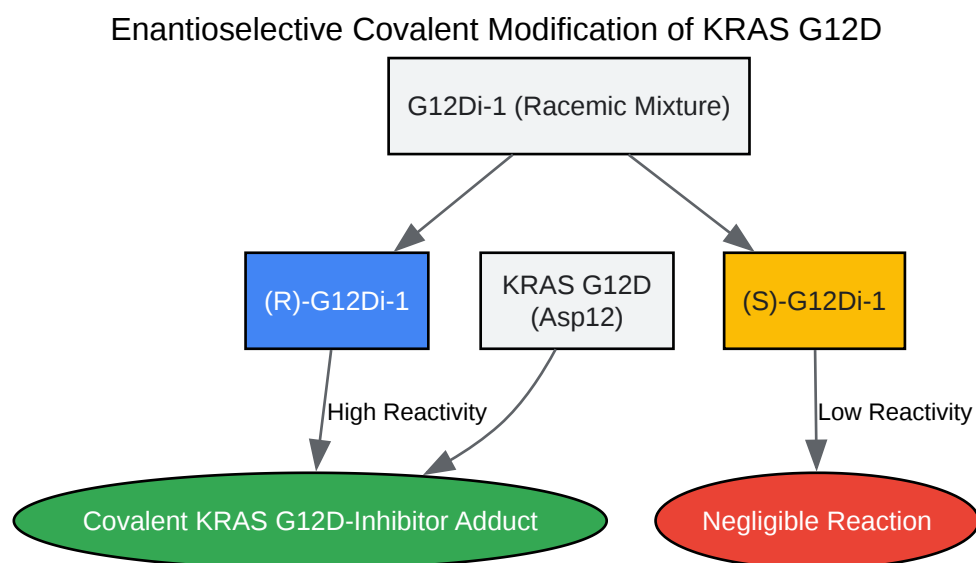 Enantioselective Covalent Modification of KRAS G12D
G12Di-1 (Racemic Mixture)
(R)-G12Di-1
KRAS G12D
(Asp12)
(S)-G12Di-1
High Reactivity
Low Reactivity
Covalent KRAS G12D-Inhibitor Adduct
Negligible Reaction